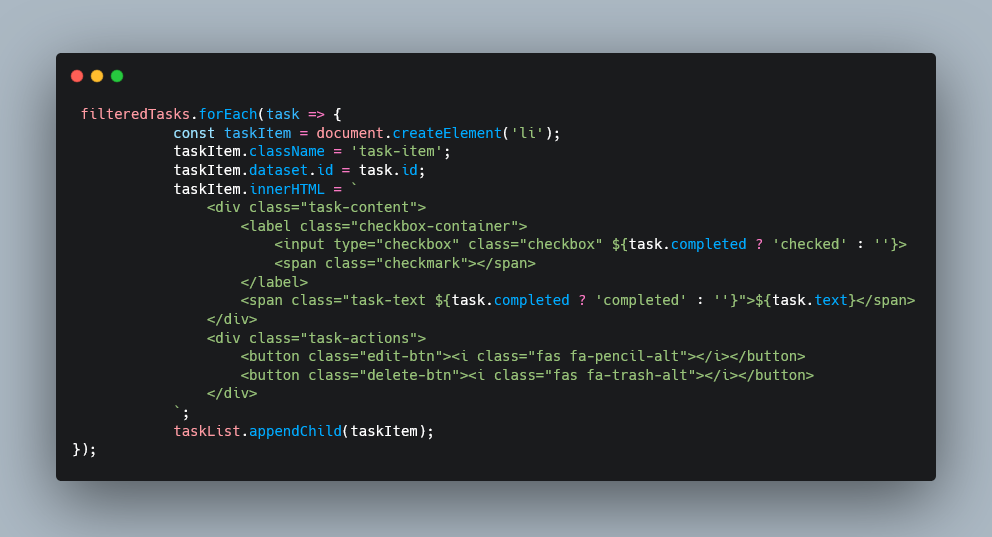 filteredTasks.forEach(task => {
            const taskItem = document.createElement('li');
            taskItem.className = 'task-item';
            taskItem.dataset.id = task.id;
            taskItem.innerHTML = `
                <div class="task-content">
                    <label class="checkbox-container">
                        <input type="checkbox" class="checkbox" ${task.completed ? 'checked' : ''}>
                        <span class="checkmark"></span>
                    </label>
                    <span class="task-text ${task.completed ? 'completed' : ''}">${task.text}</span>
                </div>
                <div class="task-actions">
                    <button class="edit-btn"><i class="fas fa-pencil-alt"></i></button>
                    <button class="delete-btn"><i class="fas fa-trash-alt"></i></button>
                </div>
            `;
            taskList.appendChild(taskItem);
});